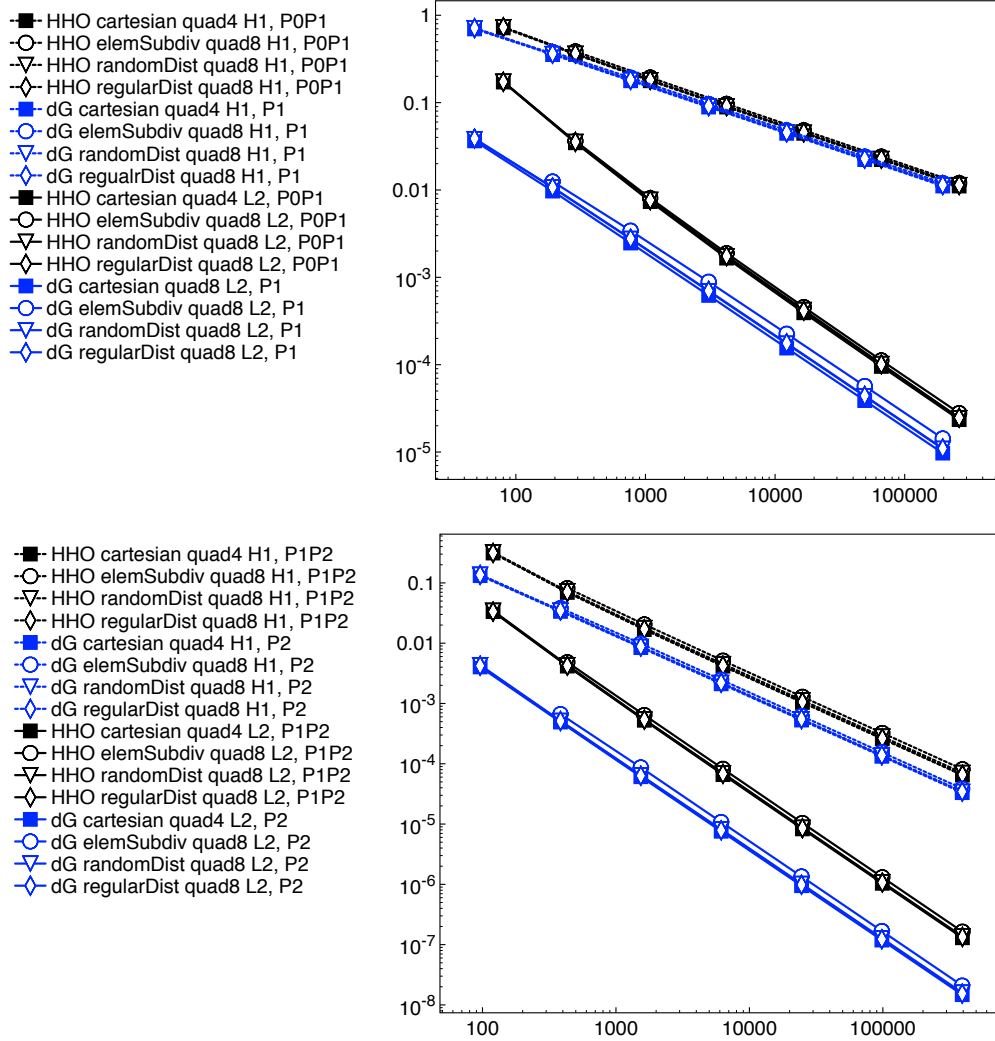 HHO cartesian quad4 H1, P0P1
HHO elemSubdiv quad8 H1, P0P1
HHO randomDist quad8 H1, P0P1
HHO regularDist quad8 H1, P0P1
dG cartesian quad4 H1, P1
dG elemSubdiv quad8 H1, P1
dG randomDist quad8 H1, P1
dG regualrDist quad8 H1, P1
HHO cartesian quad4 L2, P0P1
HHO elemSubdiv quad8 L2, P0P1
HHO randomDist quad8 L2, P0P1
HHO regularDist quad8 L2, P0P1
dG cartesian quad8 L2, P1
dG elemSubdiv quad8 L2, P1
dG randomDist quad8 L2, P1
dG regularDist quad8 L2, P1
1
0.1
0.01
10⁻³
10⁻⁴
10⁻⁵
100 1000 10000 100000
HHO cartesian quad4 H1, P1P2
HHO elemSubdiv quad8 H1, P1P2
HHO randomDist quad8 H1, P1P2
HHO regularDist quad8 H1, P1P2
dG cartesian quad4 H1, P2
dG elemSubdiv quad8 H1, P2
dG randomDist quad8 H1, P2
dG regularDist quad8 H1, P2
HHO cartesian quad4 L2, P1P2
HHO elemSubdiv quad8 L2, P1P2
HHO randomDist quad8 L2, P1P2
HHO regularDist quad8 L2, P1P2
dG cartesian quad4 L2, P2
dG elemSubdiv quad8 L2, P2
dG randomDist quad8 L2, P2
dG regularDist quad8 L2, P2
0.1
0.01
10⁻³
10⁻⁴
10⁻⁵
10⁻⁶
10⁻⁷
10⁻⁸
100 1000 10000 100000